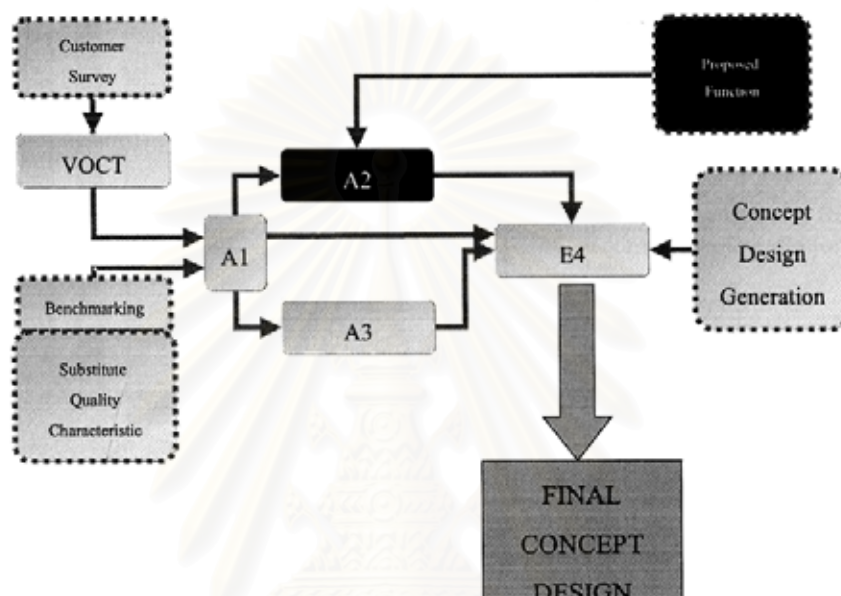 Customer
Survey
Proposed
Function
VOCT
A2
Concept
Design
Generation
A1
E4
Benchmarking
A3
Substitute
Quality
Characteristic
FINAL
CONCEPT
DESIGN